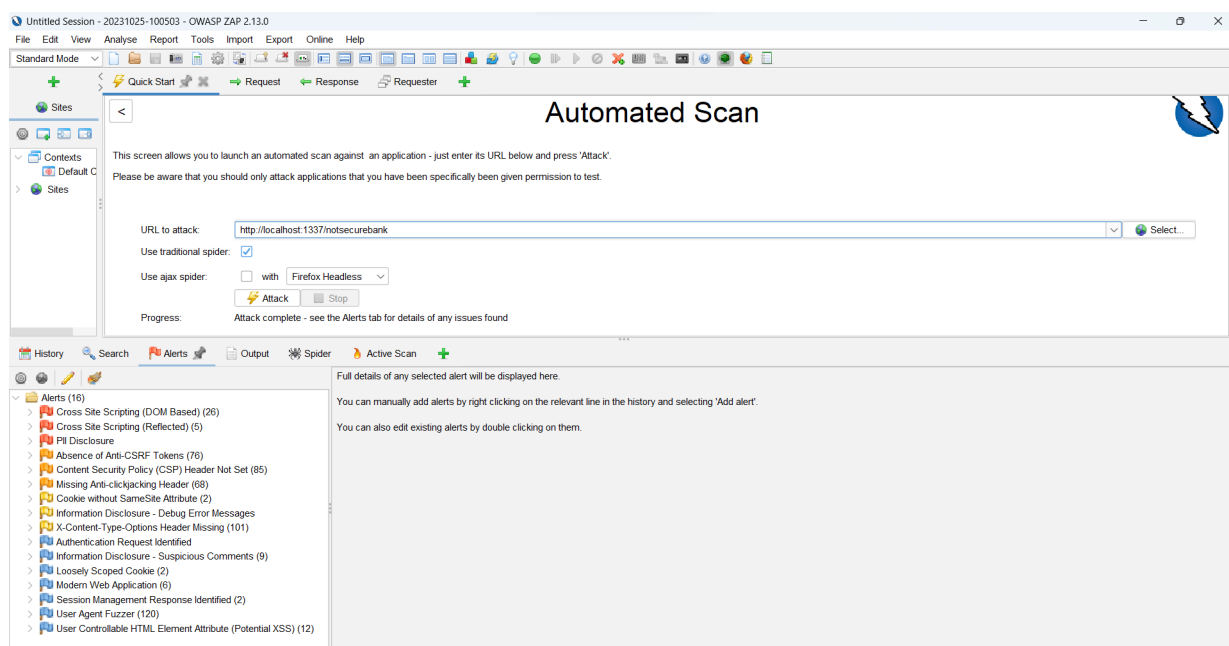 Untitled Session - 20231025-100503 - OWASP ZAP 2.13.0
File Edit View Analyse Report Tools Import Export Online Help
Standard Mode
Quick Start Request Response Requester
Sites
<
Automated Scan
This screen allows you to launch an automated scan against an application - just enter its URL below and press 'Attack'.
Please be aware that you should only attack applications that you have been specifically been given permission to test.
Contexts
Default C
Sites
URL to attack: http://localhost:1337/notsecurebank Select...
Use traditional spider:
Use ajax spider: with Firefox Headless
Attack Stop
Progress: Attack complete - see the Alerts tab for details of any issues found
History Search Alerts Output Spider Active Scan
Full details of any selected alert will be displayed here.
You can manually add alerts by right clicking on the relevant line in the history and selecting 'Add alert'.
You can also edit existing alerts by double clicking on them.
Alerts (16)
Cross Site Scripting (DOM Based) (26)
Cross Site Scripting (Reflected) (5)
PII Disclosure
Absence of Anti-CSRF Tokens (76)
Content Security Policy (CSP) Header Not Set (85)
Missing Anti-clickjacking Header (68)
Cookie without SameSite Attribute (2)
Information Disclosure - Debug Error Messages
X-Content-Type-Options Header Missing (101)
Authentication Request Identified
Information Disclosure - Suspicious Comments (9)
Loosely Scoped Cookie (2)
Modern Web Application (6)
Session Management Response Identified (2)
User Agent Fuzzer (120)
User Controllable HTML Element Attribute (Potential XSS) (12)